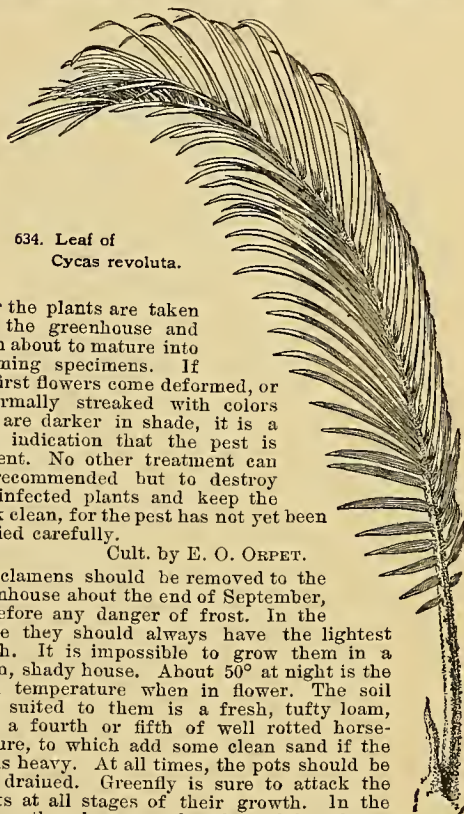 634. Leaf of
Cycas revoluta.
the plants are taken
the greenhouse and
about to mature into
ming specimens. If
irst flowers come deformed, or
rmally streaked with colors
are darker in shade, it is a
indication that the pest is
ent. No other treatment can
recommended but to destroy
infected plants and keep the
k clean, for the pest has not yet been
ied carefully.
Cult. by E. O. ORPET.
clamens should be removed to the
nhouse about the end of September,
efore any danger of frost. In the
e they should always have the lightest
h. It is impossible to grow them in a
n, shady house. About 50° at night is the
temperature when in flower. The soil
suited to them is a fresh, tufty loam,
a fourth or fifth of well rotted horse-
ure, to which add some clean sand if the
is heavy. At all times, the pots should be
drained. Greenfly is sure to attack the
ts at all stages of their growth. In the